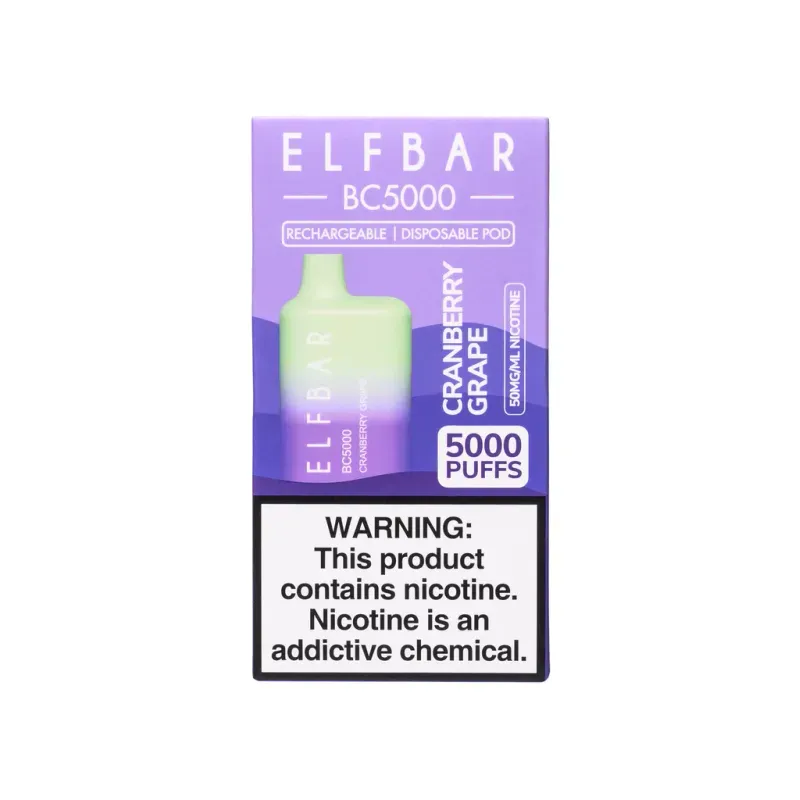 ELFBAR
BC5000
RECHARGEABLE | DISPOSABLE POD
ELFBAR
BC5000
CRANBERRY GRAPE
CRANBERRY
GRAPE
50MG/ML NICOTINE
5000
PUFFS
WARNING:
This product
contains nicotine.
Nicotine is an
addictive chemical.